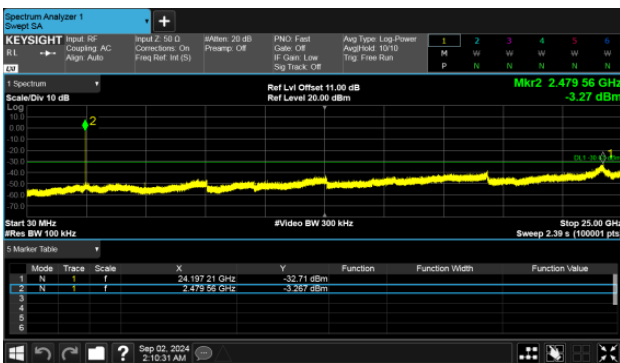 Spectrum Analyzer 1
Swept SA
KEYSIGHT
RL
LXI
Input: RF
Coupling: AC
Align: Auto
Input Z: 50 Ω
Corrections: On
Freq Ref: Int (S)
#Atten: 20 dB
Preamp: Off
PNO: Fast
Gate: Off
IF Gain: Low
Sig Track: Off
Avg Type: Log-Power
Avg|Hold: 10/10
Trig: Free Run
1 2 3 4 5 6
M W W W W W
P N N N N N
1 Spectrum
Scale/Div 10 dB
Ref Lvl Offset 11.00 dB
Ref Level 20.00 dBm
Mkr2 2.479 56 GHz
-3.27 dBm
Log
10.0
0.00
-10.0
-20.0
-30.0
-40.0
-50.0
-60.0
-70.0
2
1
Start 30 MHz
#Res BW 100 kHz
#Video BW 300 kHz
Stop 25.00 GHz
Sweep 2.39 s (100001 pts)
5 Marker Table
Mode Trace Scale X Y Function Function Width Function Value
1 N 1 f 24.197 21 GHz -32.71 dBm
2 N 1 f 2.479 56 GHz -3.267 dBm
3
4
5
6
?
Sep 02, 2024
2:10:31 AM